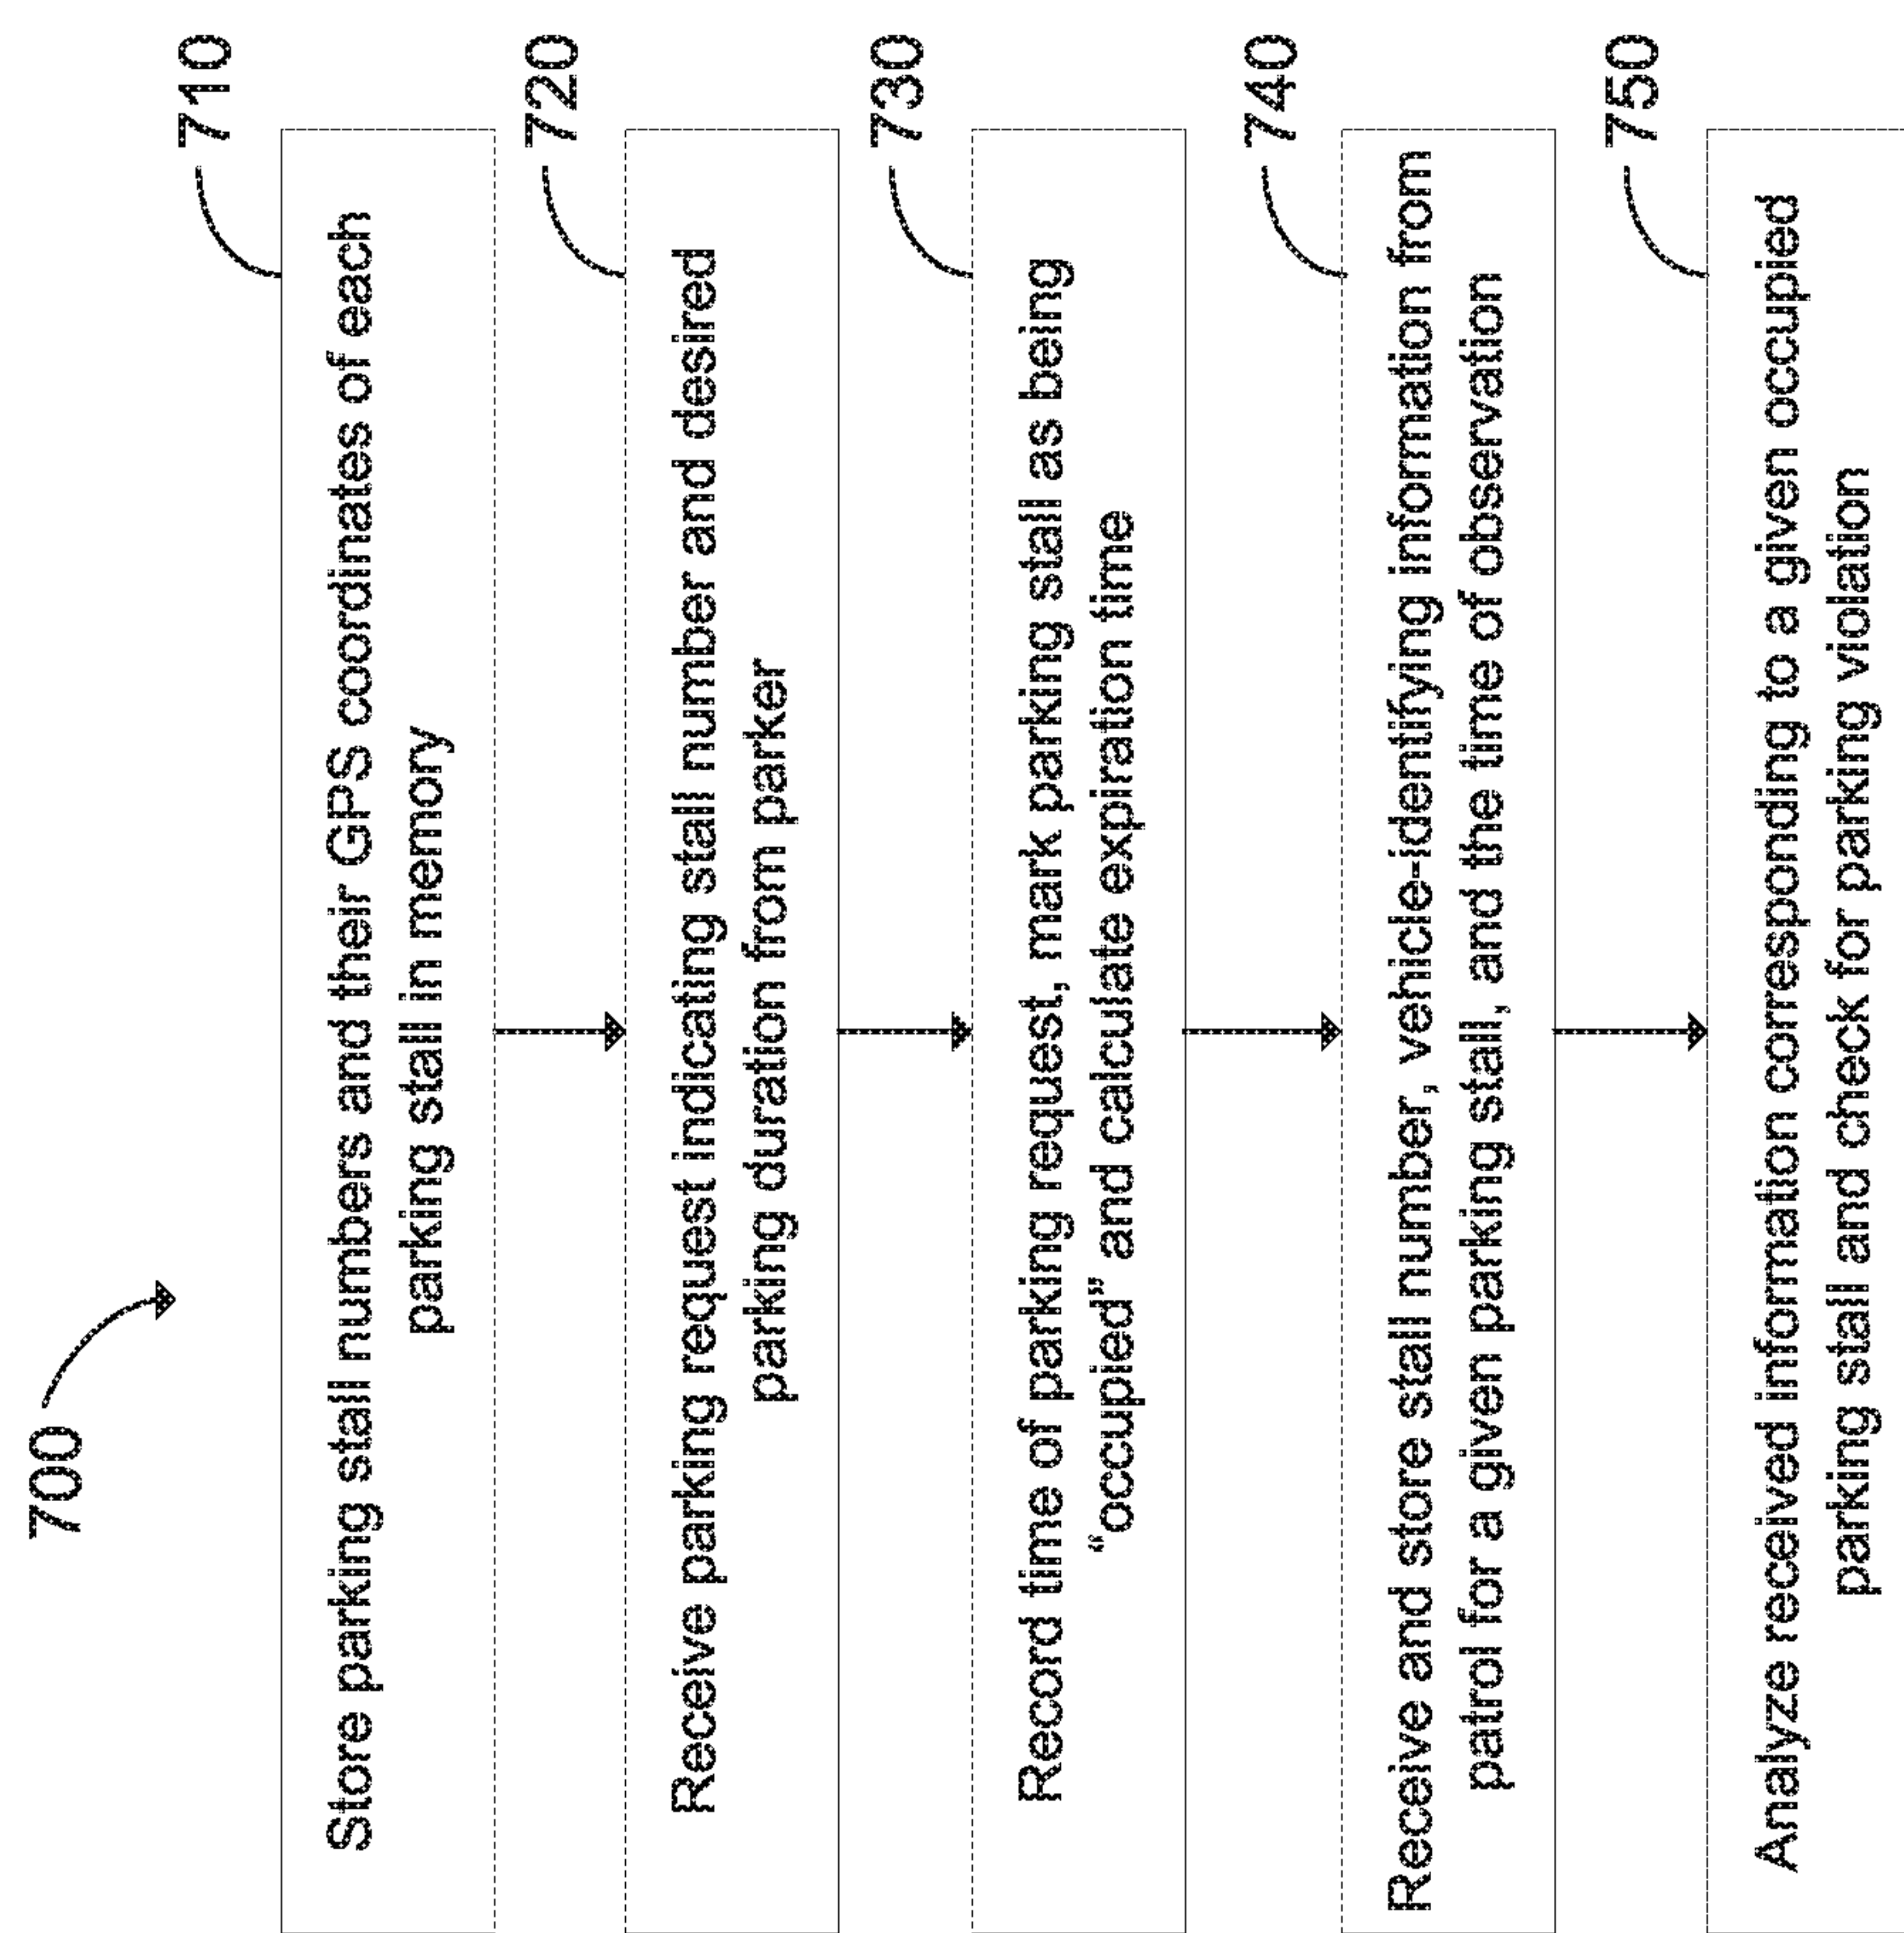 700
710
Store parking stall numbers and their GPS coordinates of each
parking stall in memory
720
Receive parking request indicating stall number and desired
parking duration from parker
730
Record time of parking request, mark parking stall as being
“occupied” and calculate expiration time
740
Receive and store stall number, vehicle-identifying information from
patrol for a given parking stall, and the time of observation
750
Analyze received information corresponding to a given occupied
parking stall and check for parking violation